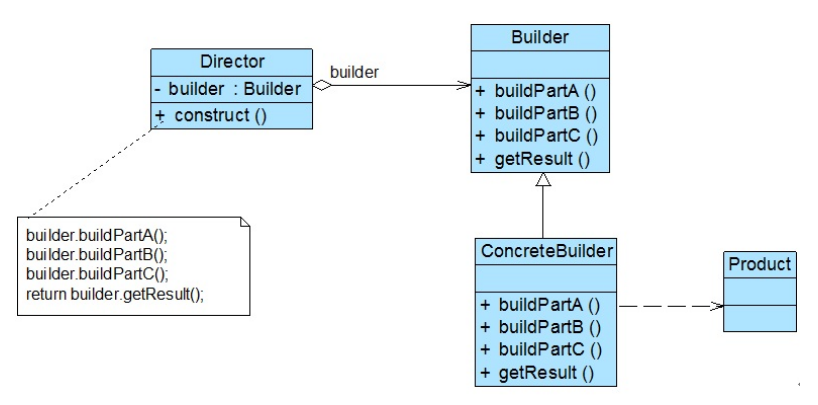 Director
- builder : Builder
+ construct ()
builder
Builder
+ buildPartA ()
+ buildPartB ()
+ buildPartC ()
+ getResult ()
builder.buildPartA();
builder.buildPartB();
builder.buildPartC();
return builder.getResult();
ConcreteBuilder
+ buildPartA ()
+ buildPartB ()
+ buildPartC ()
+ getResult ()
Product